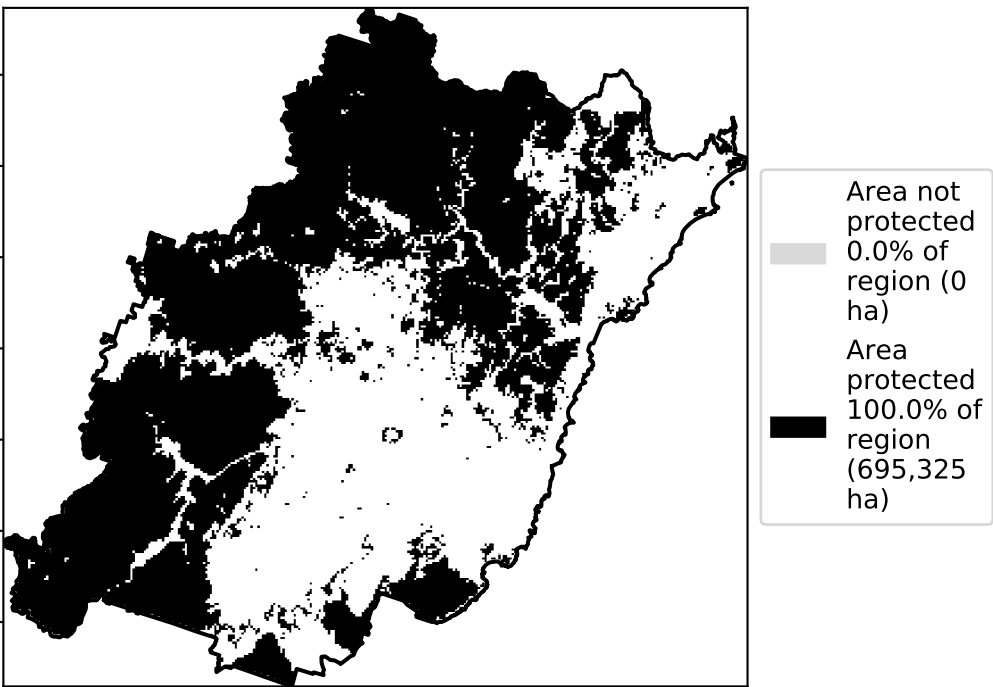 Area not
protected
0.0% of
region (0
ha)
Area
protected
100.0% of
region
(695,325
ha)